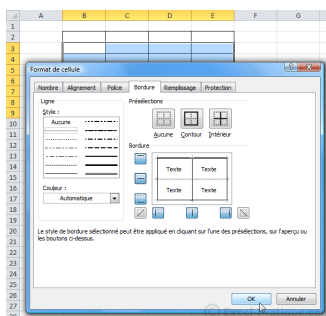 A B C D E F G
1
2
3
4
5
6
7
8
9
10
11
12
13
14
15
16
17
18
19
20
21
22
23
24
25
26
27
Format de cellule
Nombre Alignement Police Bordure Remplissage Protection
Ligne
Style :
Aucune
Couleur :
Automatique
Présélections
Aucune Contour Intérieur
Bordure
Texte Texte
Texte Texte
Le style de bordure sélectionné peut être appliqué en cliquant sur l'une des présélections, sur l'aperçu ou
les boutons ci-dessus.
OK Annuler